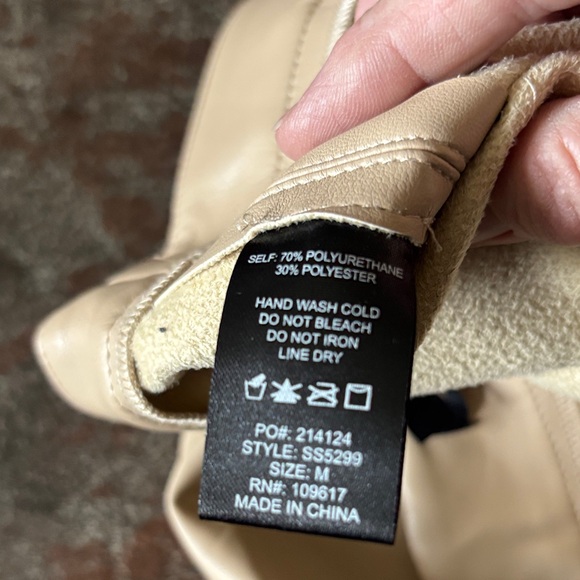 SELF: 70% POLYURETHANE
30% POLYESTER
HAND WASH COLD
DO NOT BLEACH
DO NOT IRON
LINE DRY
PO#: 214124
STYLE: SS5299
SIZE: M
RN#: 109617
MADE IN CHINA